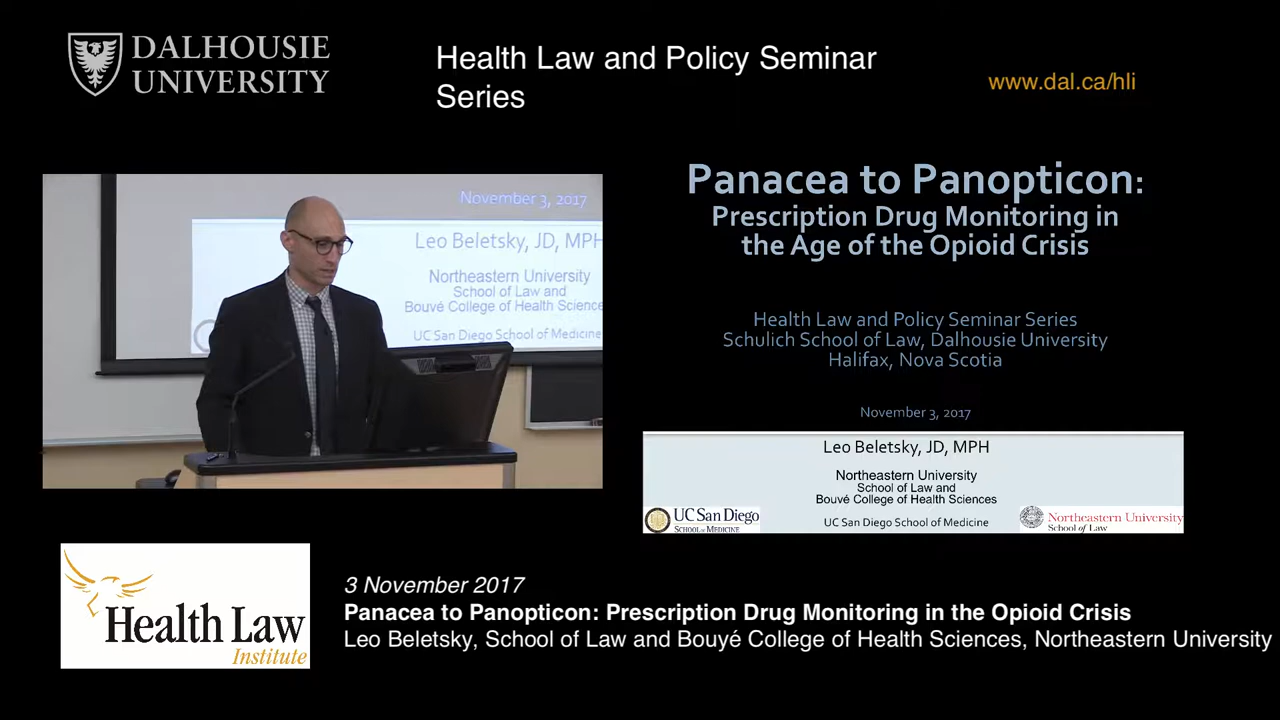 DALHOUSIE
UNIVERSITY
Health Law and Policy Seminar
Series
www.dal.ca/hli
November 3, 2017
Leo Beletsky, JD, MPH
Northeastern University
School of Law and
Bouvé College of Health Science
UC San Diego School of Medicine
Panacea to Panopticon:
Prescription Drug Monitoring in
the Age of the Opioid Crisis
Health Law and Policy Seminar Series
Schulich School of Law, Dalhousie University
Halifax, Nova Scotia
November 3, 2017
Leo Beletsky, JD, MPH
Northeastern University
School of Law and
Bouvé College of Health Sciences
UC San Diego School of Medicine
UC San Diego
SCHOOL OF MEDICINE
Northeastern University
School of Law
Health Law
Institute
3 November 2017
Panacea to Panopticon: Prescription Drug Monitoring in the Opioid Crisis
Leo Beletsky, School of Law and Bouyé College of Health Sciences, Northeastern University